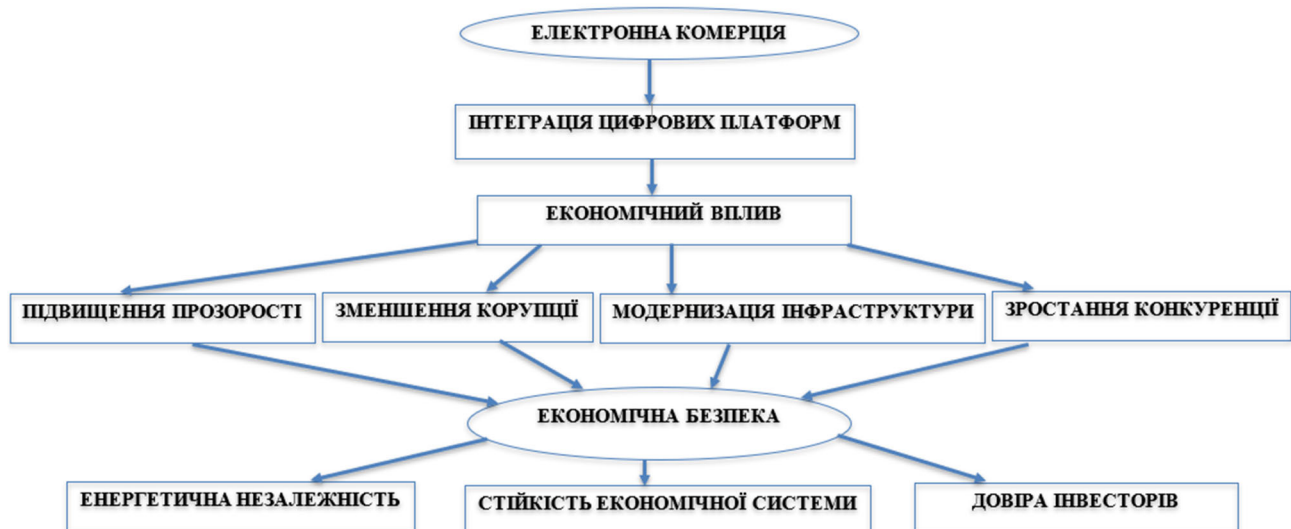 ЕЛЕКТРОННА КОМЕРЦІЯ
ІНТЕГРАЦІЯ ЦИФРОВИХ ПЛАТФОРМ
ЕКОНОМІЧНИЙ ВПЛИВ
ПІДВИЩЕННЯ ПРОЗОРОСТІ
ЗМЕНШЕННЯ КОРУПЦІЇ
МОДЕРНИЗАЦІЯ ІНФРАСТРУКТУРИ
ЗРОСТАННЯ КОНКУРЕНЦІЇ
ЕКОНОМІЧНА БЕЗПЕКА
ЕНЕРГЕТИЧНА НЕЗАЛЕЖНІСТЬ
СТІЙКІСТЬ ЕКОНОМІЧНОЇ СИСТЕМИ
ДОВІРА ІНВЕСТОРІВ